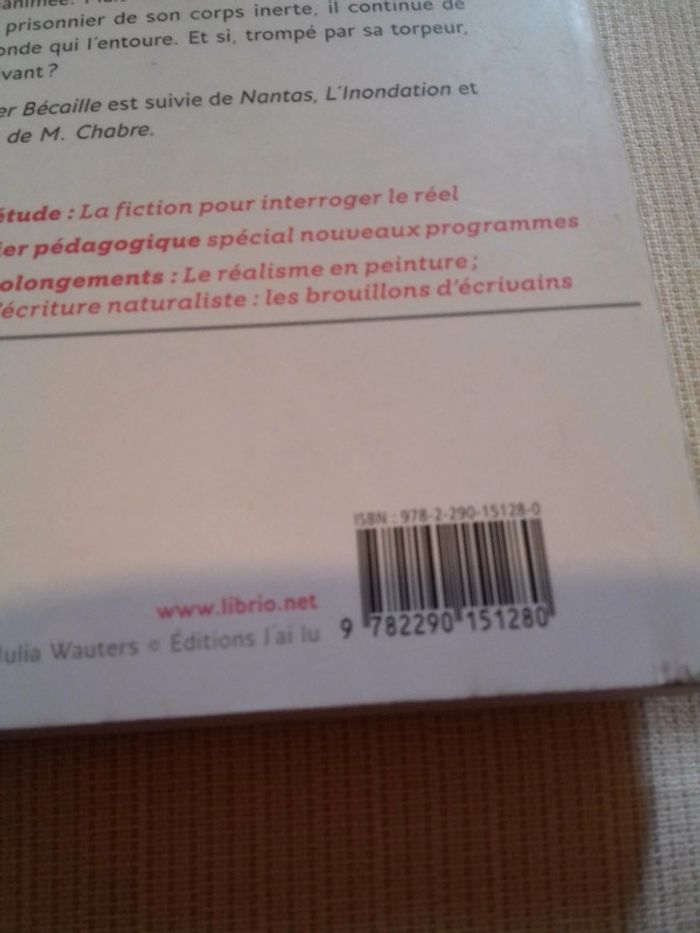 prisonnier de son corps inerte, il continue de
onde qui l'entoure. Et si, trompé par sa torpeur,
vant ?
er Bécaille est suivie de Nantas, L'Inondation et
de M. Chabre.
étude : La fiction pour interroger le réel
ier pédagogique spécial nouveaux programmes
olongements : Le réalisme en peinture ;
'écriture naturaliste : les brouillons d'écrivains
ISBN : 978-2-290-15128-0
www.librio.net
Julia Wauters © Éditions J'ai lu
9 782290 151280